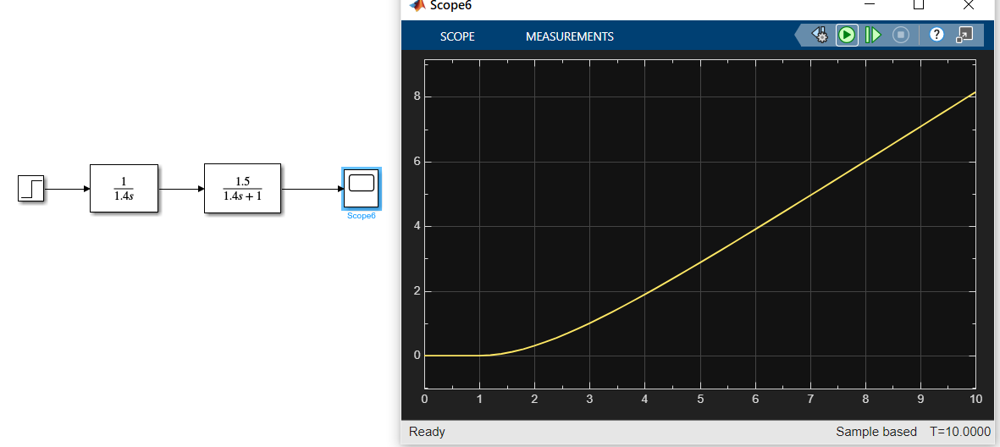 Scope6
SCOPE MEASUREMENTS
?
8
6
4
2
0
0 1 2 3 4 5 6 7 8 9 10
Ready Sample based T=10.0000
1
1.4s
1.5
1.4s + 1
Scope6